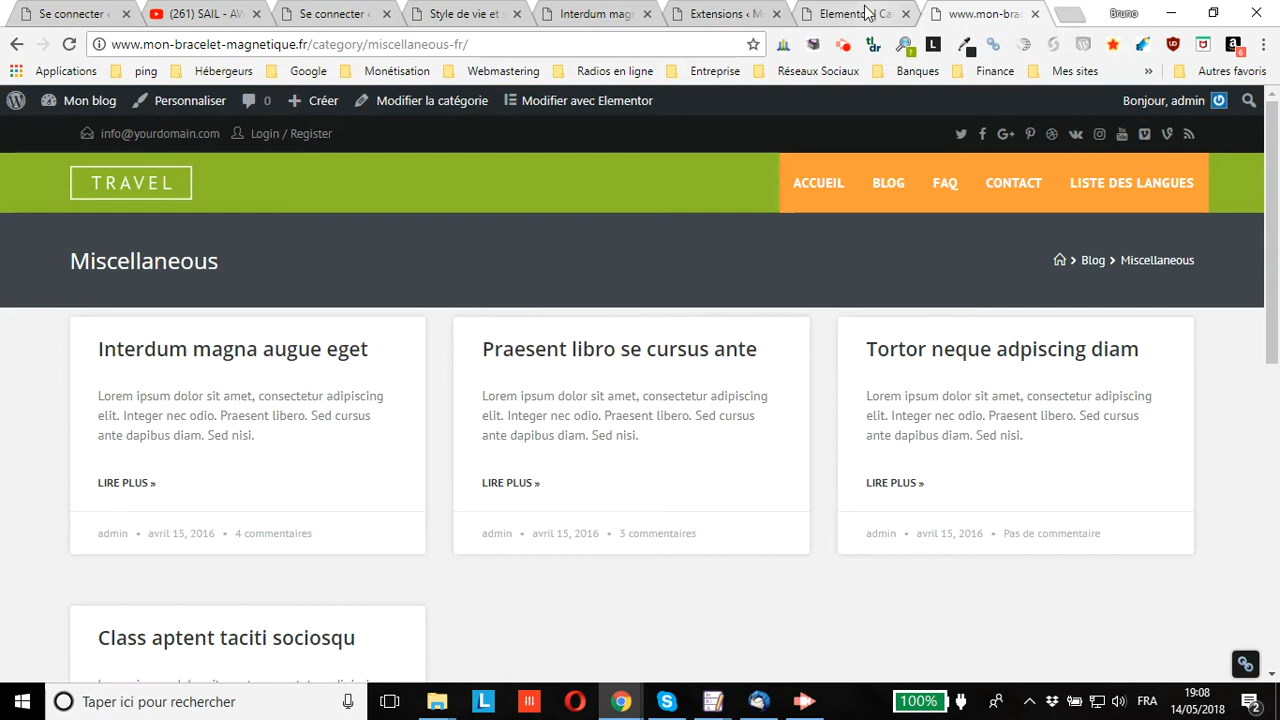 Se connecter ‹
(261) SAIL - AW
Se connecter ‹
Style de vie et s
Interdum mag
Extensions ‹ M
Elemento
Ca
www.mon-brac
Bruno
www.mon-bracelet-magnetique.fr/category/miscellaneous-fr/
Applications
ping
Hébergeurs
Google
Monétisation
Webmastering
Radios en ligne
Entreprise
Réseaux Sociaux
Banques
Finance
Mes sites
»
Autres favoris
Mon blog
Personnaliser
0
Créer
Modifier la catégorie
Modifier avec Elementor
Bonjour, admin
info@yourdomain.com
Login / Register
TRAVEL
ACCUEIL
BLOG
FAQ
CONTACT
LISTE DES LANGUES
Miscellaneous
Blog
Miscellaneous
Interdum magna augue eget
Lorem ipsum dolor sit amet, consectetur adipiscing
elit. Integer nec odio. Praesent libero. Sed cursus
ante dapibus diam. Sed nisi.
LIRE PLUS »
admin • avril 15, 2016 • 4 commentaires
Praesent libro se cursus ante
Lorem ipsum dolor sit amet, consectetur adipiscing
elit. Integer nec odio. Praesent libero. Sed cursus
ante dapibus diam. Sed nisi.
LIRE PLUS »
admin • avril 15, 2016 • 3 commentaires
Tortor neque adpiscing diam
Lorem ipsum dolor sit amet, consectetur adipiscing
elit. Integer nec odio. Praesent libero. Sed cursus
ante dapibus diam. Sed nisi.
LIRE PLUS »
admin • avril 15, 2016 • Pas de commentaire
Class aptent taciti sociosqu
Taper ici pour rechercher
100%
FRA
19:08
14/05/2018
2